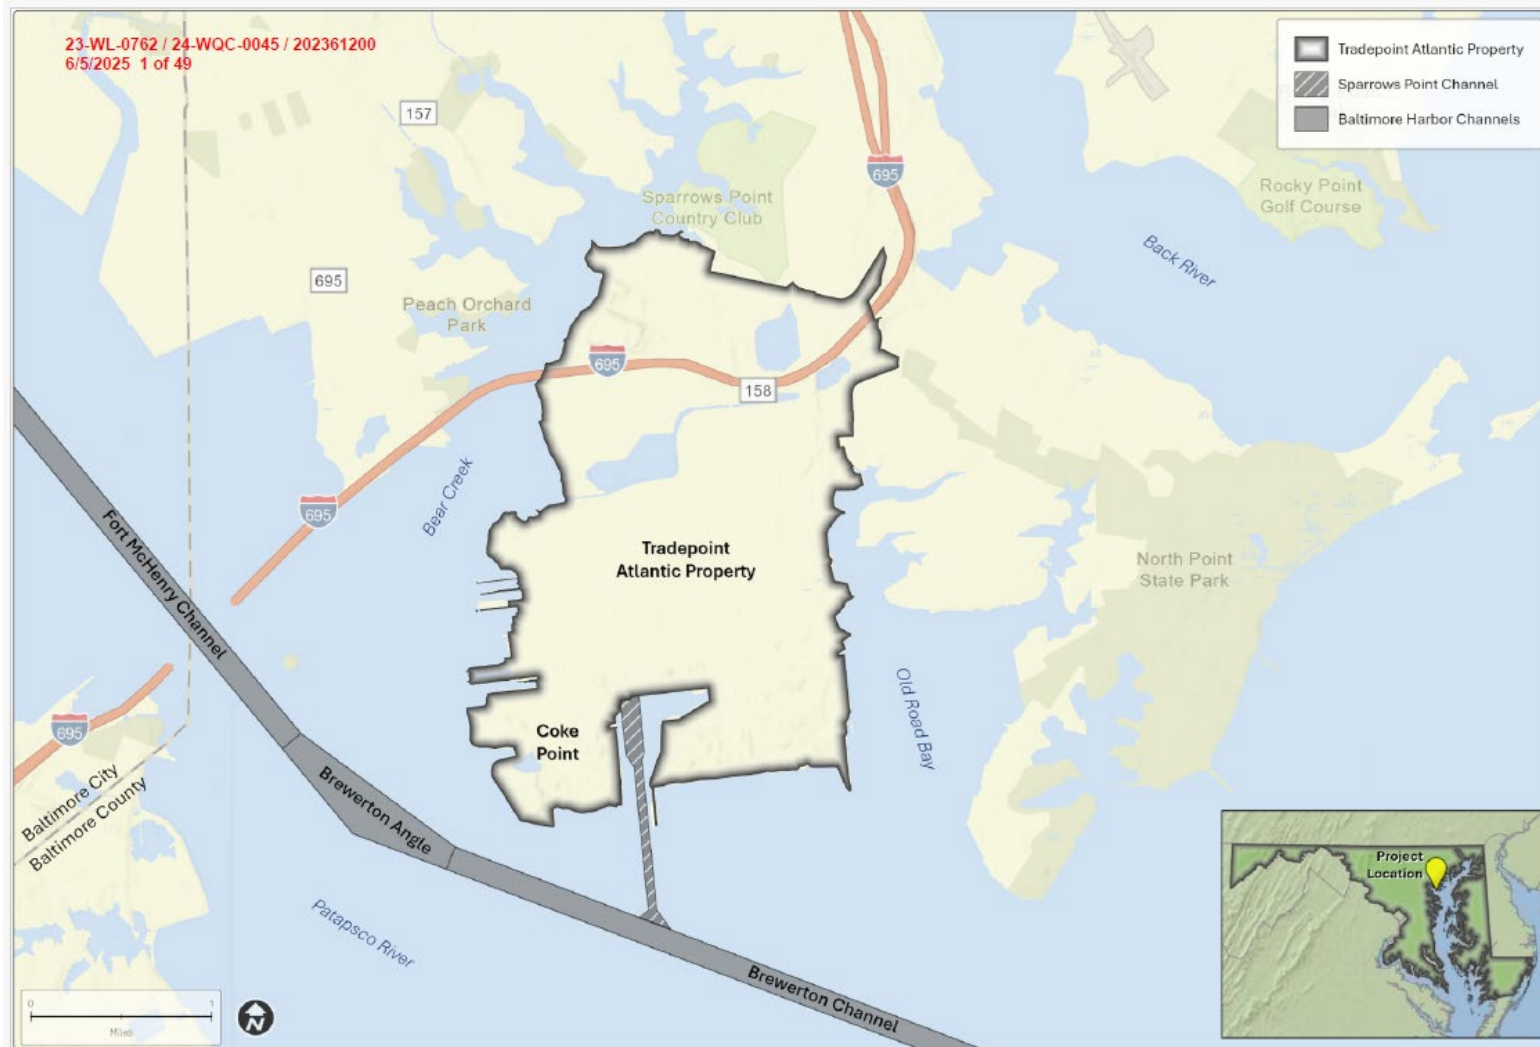 23-WL-0762 / 24-WQC-0045 / 202361200
6/5/2025 1 of 49
Tradepoint Atlantic Property
Sparrows Point Channel
Baltimore Harbor Channels
157
695
Sparrows Point
Country Club
Rocky Point
Golf Course
Back River
695
Peach Orchard
Park
695
158
Bear Creek
695
Fort McHenry Channel
Tradepoint
Atlantic Property
North Point
State Park
Old Road Bay
695
Coke
Point
Baltimore City
Baltimore County
Brewerton Angle
Patapsco River
Brewerton Channel
Project
Location
0 1
Miles
N